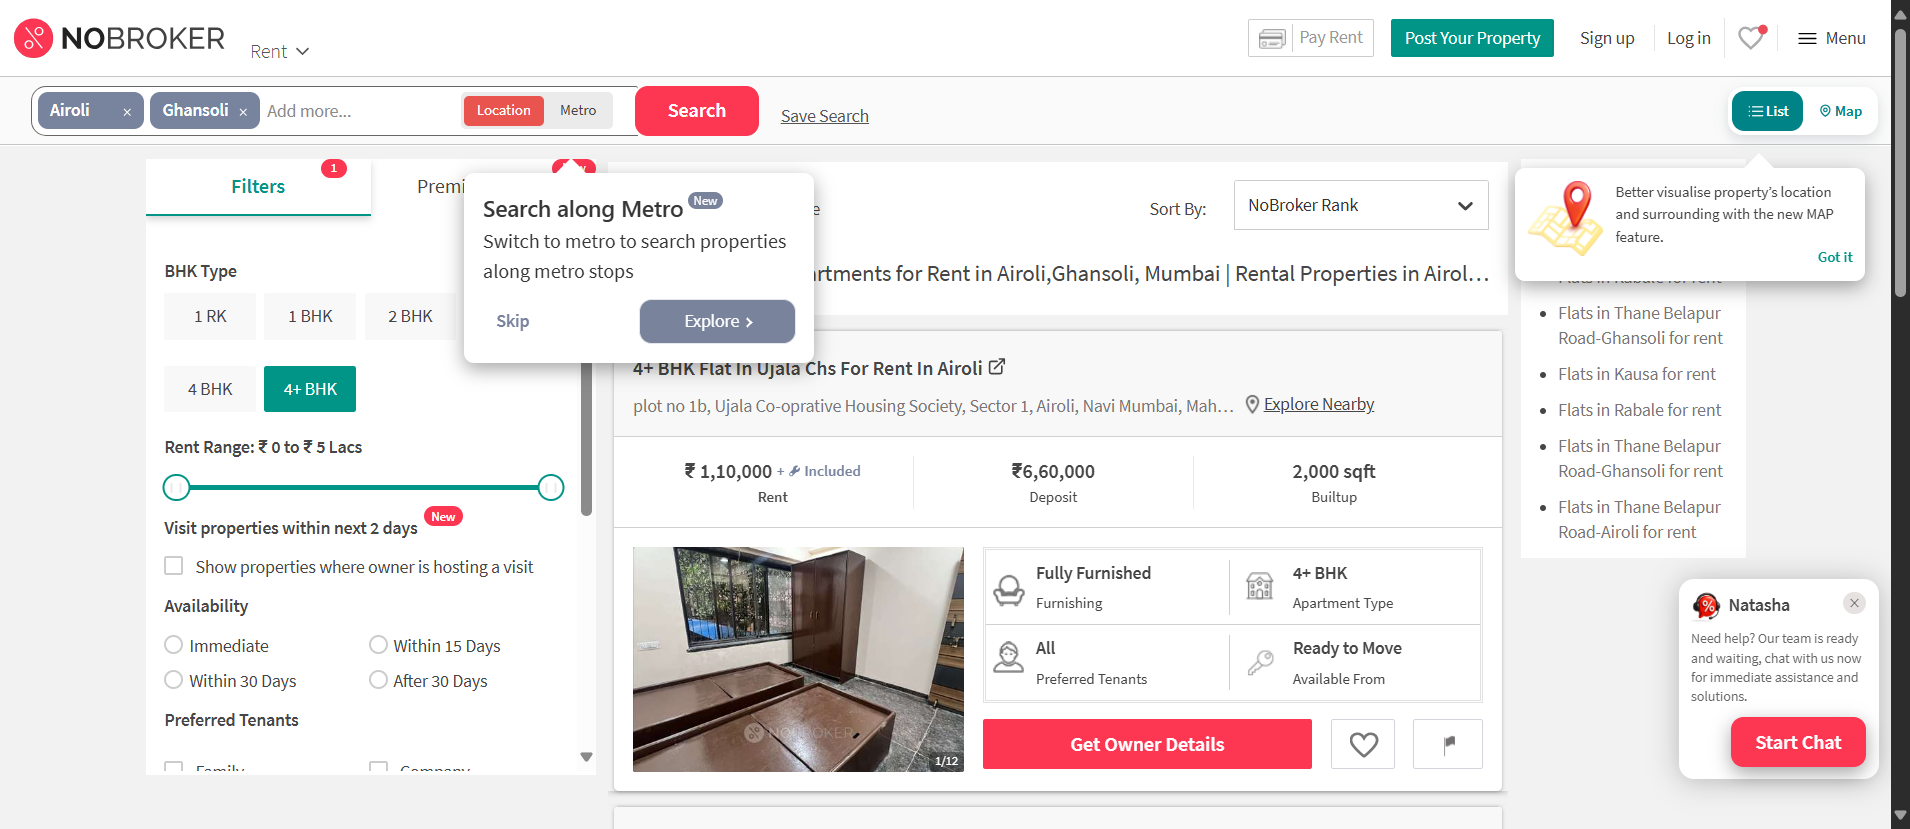 NOBROKER
Rent
Pay Rent
Post Your Property
Sign up
Log in
Menu
Airoli ×
Ghansoli ×
Add more...
Location
Metro
Search
Save Search
List
Map
Filters
1
Search along Metro New
Switch to metro to search properties
along metro stops
Skip
Explore >
Sort By:
NoBroker Rank
artments for Rent in Airoli,Ghansoli, Mumbai | Rental Properties in Airol...
Better visualise property's location
and surrounding with the new MAP
feature.
Got it
BHK Type
1 RK
1 BHK
2 BHK
4 BHK
4+ BHK
Rent Range: ₹ 0 to ₹ 5 Lacs
Visit properties within next 2 days New
Show properties where owner is hosting a visit
Availability
Immediate
Within 15 Days
Within 30 Days
After 30 Days
Preferred Tenants
Family
Company
4+ BHK Flat In Ujala Chs For Rent In Airoli
plot no 1b, Ujala Co-oprative Housing Society, Sector 1, Airoli, Navi Mumbai, Mah...
Explore Nearby
₹ 1,10,000 + Included
Rent
₹6,60,000
Deposit
2,000 sqft
Builtup
NOBROKER
1/12
Fully Furnished
Furnishing
4+ BHK
Apartment Type
All
Preferred Tenants
Ready to Move
Available From
Get Owner Details
Flats in Rabale for rent
Flats in Thane Belapur
Road-Ghansoli for rent
Flats in Kausa for rent
Flats in Rabale for rent
Flats in Thane Belapur
Road-Ghansoli for rent
Flats in Thane Belapur
Road-Airoli for rent
Natasha
Need help? Our team is ready
and waiting, chat with us now
for immediate assistance and
solutions.
Start Chat